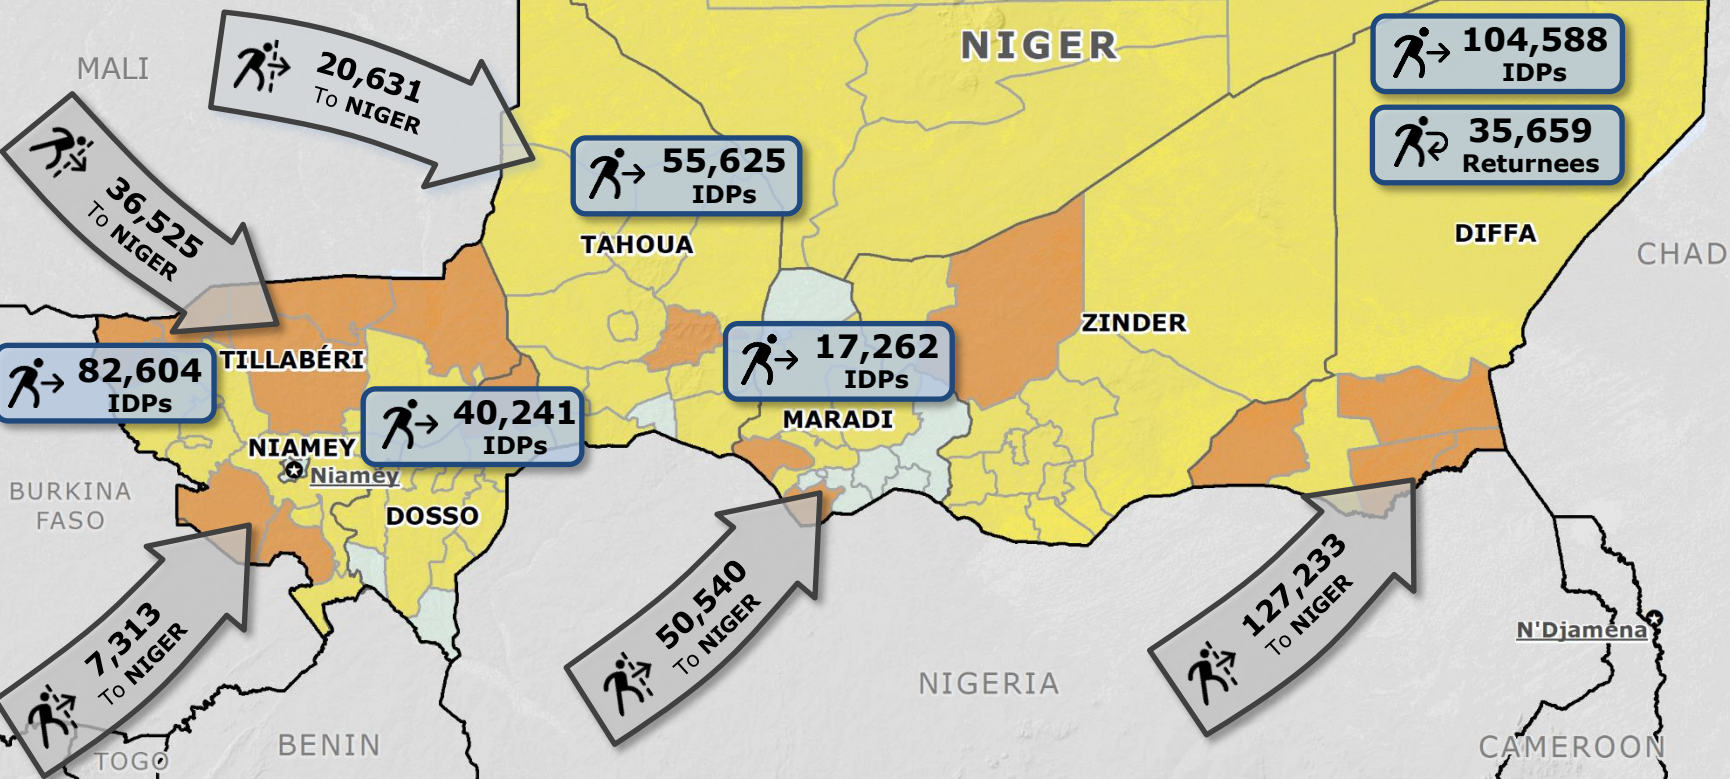 MALI
20,631
To NIGER
NIGER
104,588
IDPs
35,659
Returnees
36,525
To NIGER
55,625
IDPs
TAHOUA
DIFFA
CHAD
ZINDER
TILLABÉRI
82,604
IDPs
17,262
IDPs
40,241
IDPs
MARADI
NIAMEY
Niamey
BURKINA
FASO
DOSSO
7,313
To NIGER
50,540
To NIGER
127,233
To NIGER
N'Djaména
NIGERIA
BENIN
TOGO
CAMEROON